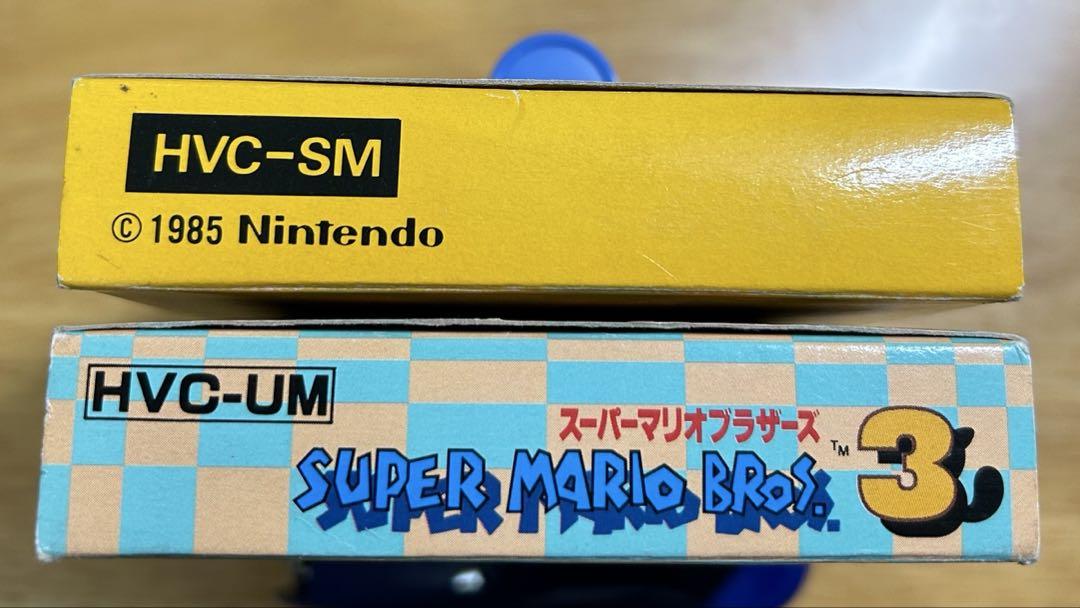 HVC-SM
© 1985 Nintendo
HVC-UM
スーパーマリオブラザーズ
SUPER MARIO BROS.™ 3